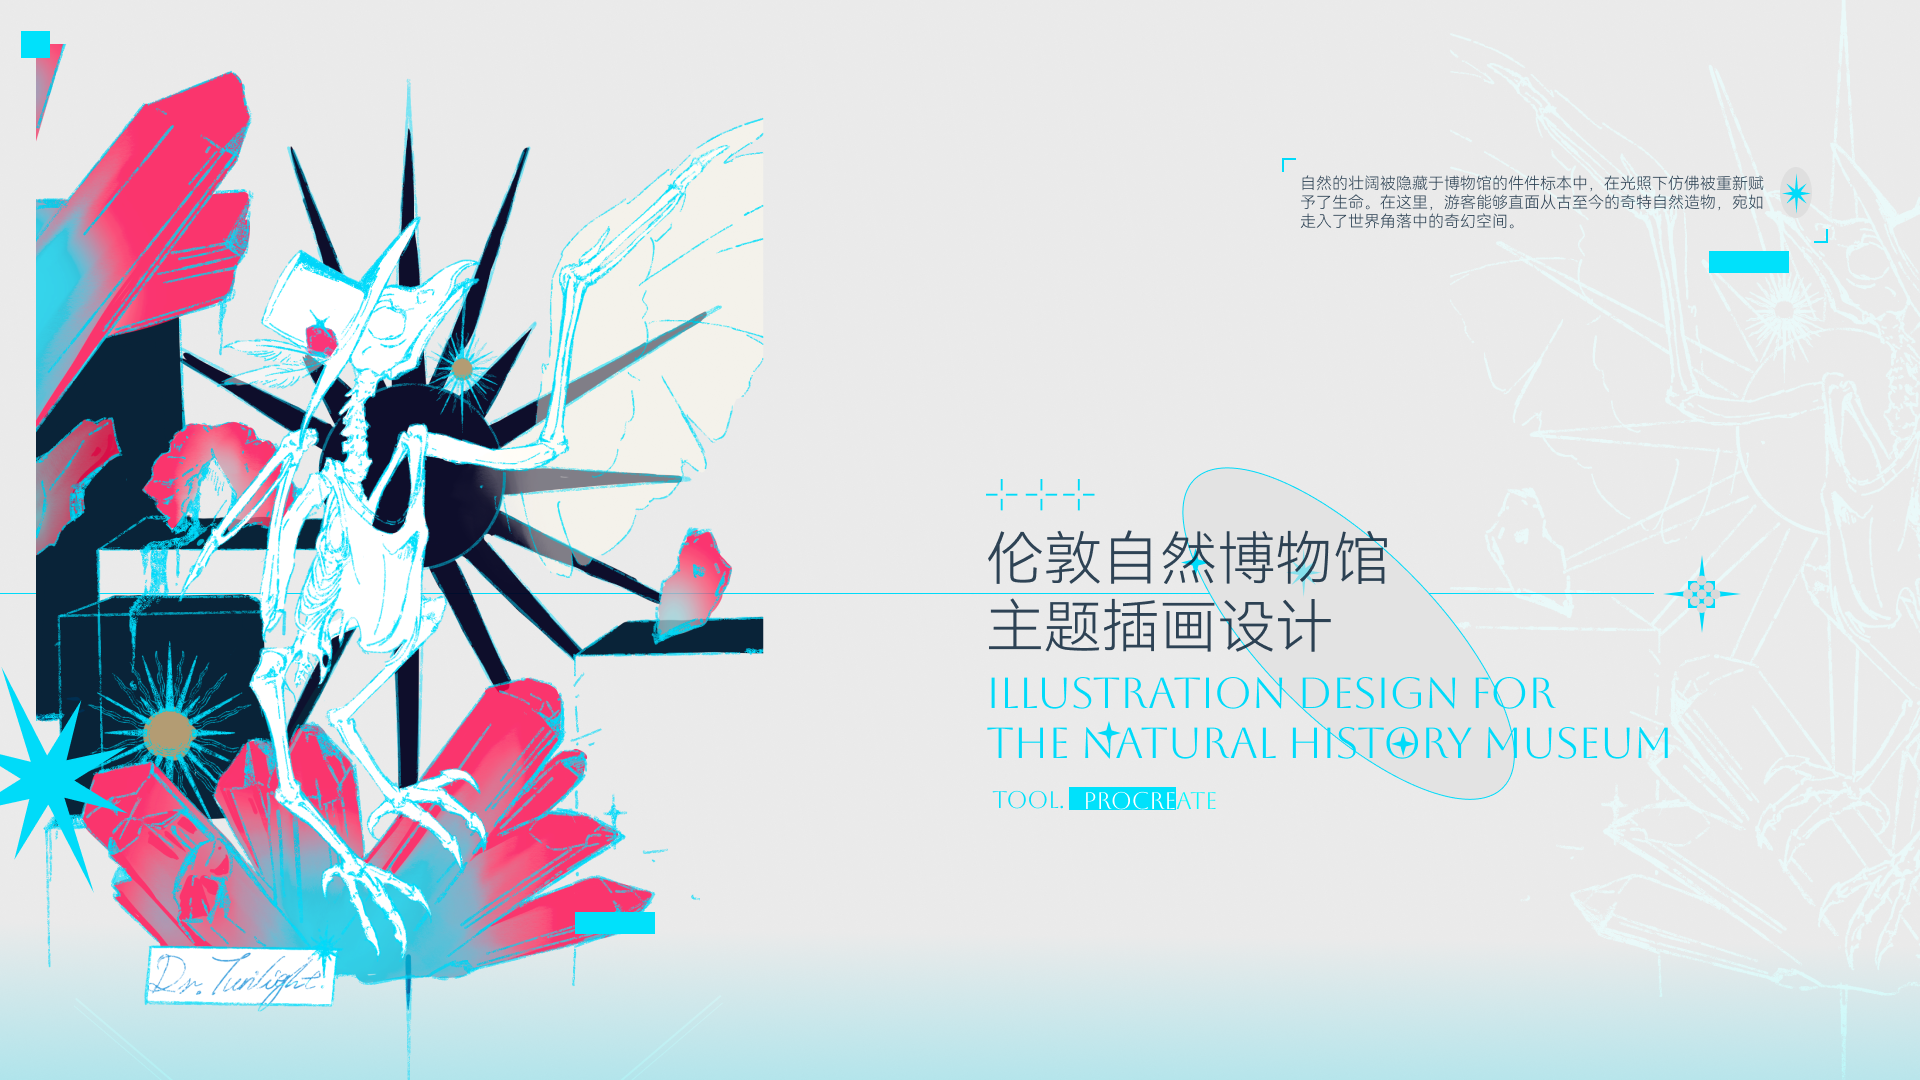 自然的壮阔被隐藏于博物馆的件件标本中，在光照下仿佛被重新赋
予了生命。在这里，游客能够直面从古至今的奇特自然造物，宛如
走入了世界角落中的奇幻空间。
伦敦自然博物馆
主题插画设计
ILLUSTRATION DESIGN FOR
THE NATURAL HISTORY MUSEUM
TOOL. PROCREATE
Dr. Tunlight.